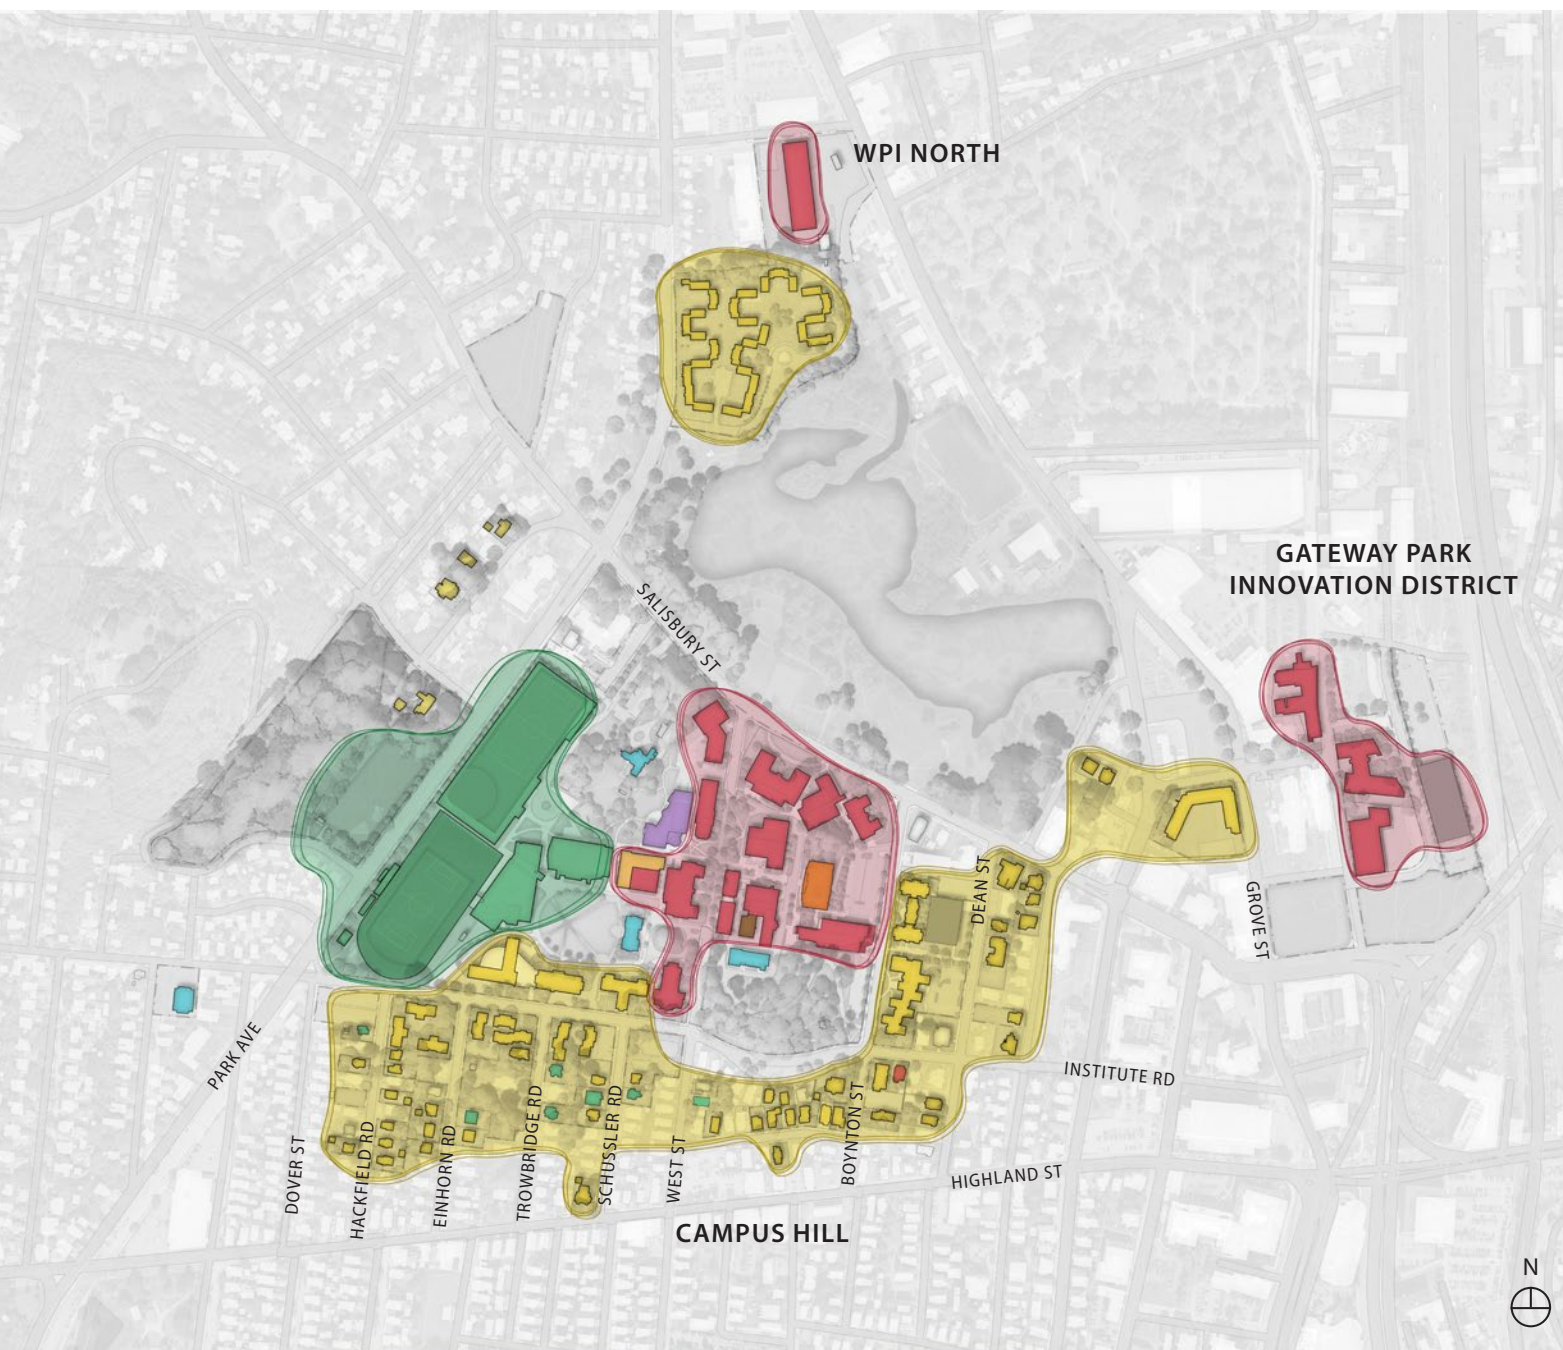 WPI NORTH
GATEWAY PARK
INNOVATION DISTRICT
SALISBURY ST
DEAN ST
GROVE ST
PARK AVE
INSTITUTE RD
DOVER ST
HACKFIELD RD
EINHORN RD
TROWBRIDGE RD
SCHUSSLER RD
WEST ST
BOYNTON ST
HIGHLAND ST
CAMPUS HILL
N